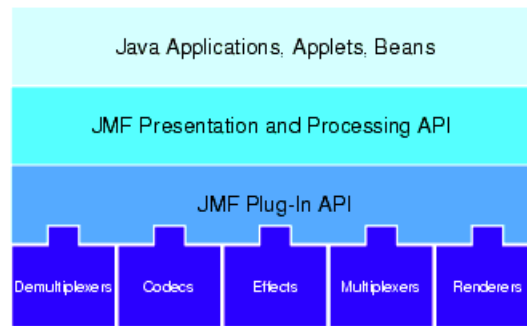 Java Applications, Applets, Beans
JMF Presentation and Processing API
JMF Plug-In API
Demultiplexers
Codecs
Effects
Multiplexers
Renderers